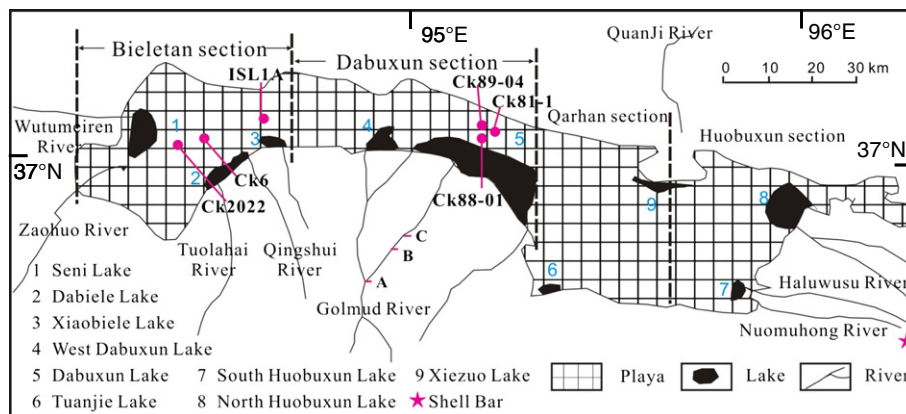 95°E
96°E
QuanJi River
Bieletan section
Dabuxun section
ISL1A
Ck89-04
Ck81-1
0 10 20 30 km
Qarhan section
Huobuxun section
Wutumeiren
River
1
3
4
5
37°N
37°N
2
Ck6
Ck2022
Ck88-01
9
8
Zaohuo River
Tuolahai
River
Qingshui
River
C
B
A
Golmud River
6
7
Haluwusu River
Nuomuhong River
1 Seni Lake
2 Dabiele Lake
3 Xiaobiele Lake
4 West Dabuxun Lake
5 Dabuxun Lake
6 Tuanjie Lake
7 South Huobuxun Lake
8 North Huobuxun Lake
9 Xiezuo Lake
Shell Bar
Playa
Lake
River